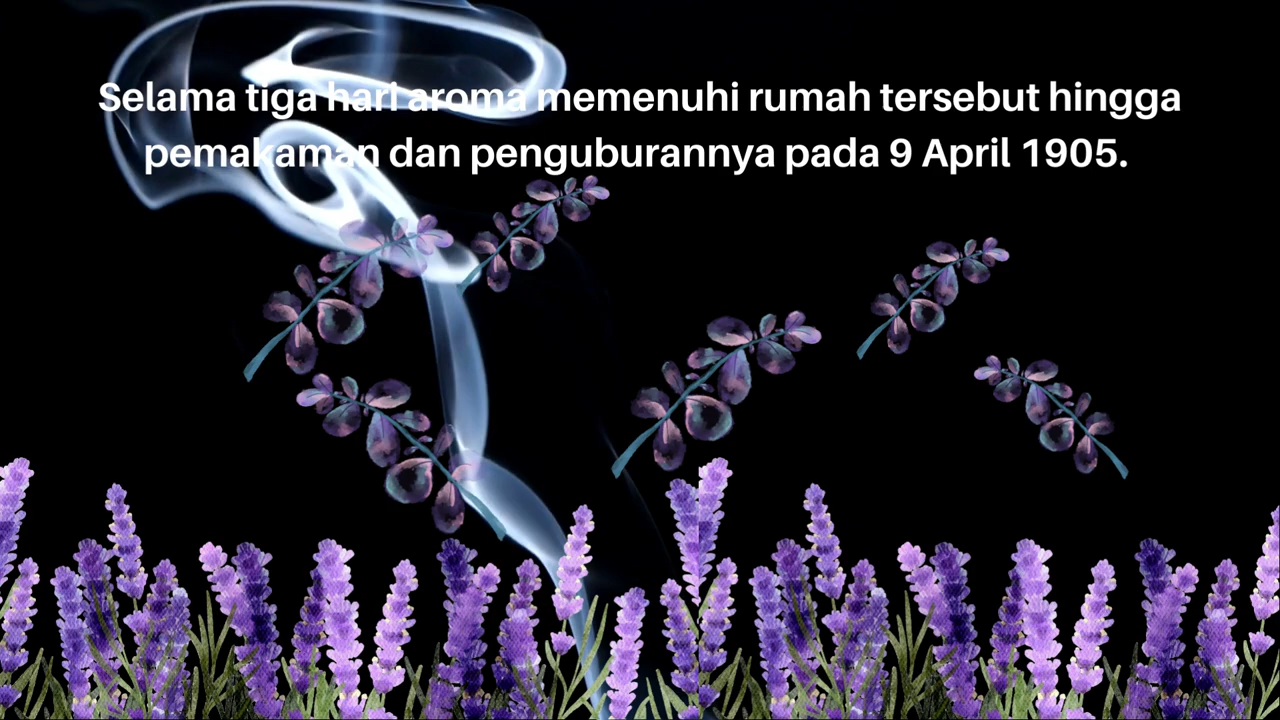 Selama tiga hari aroma memenuhi rumah tersebut hingga
pemakaman dan penguburannya pada 9 April 1905.